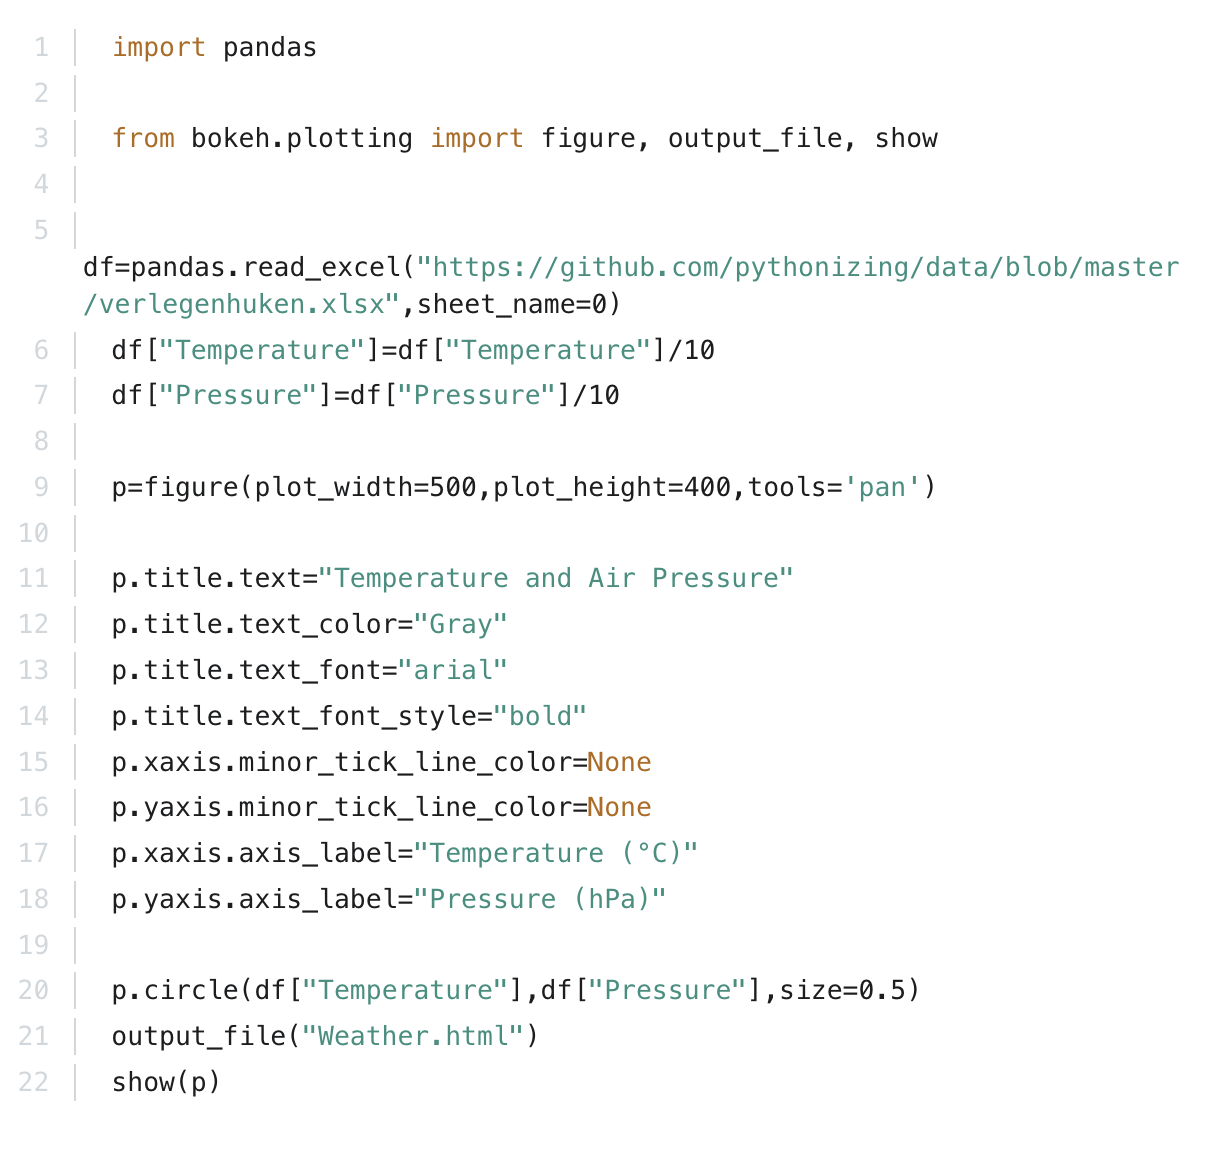 1 import pandas
2
3 from bokeh.plotting import figure, output_file, show
4
5
df=pandas.read_excel("https://github.com/pythonizing/data/blob/master
/verlegenhuken.xlsx",sheet_name=0)
6 df["Temperature"]=df["Temperature"]/10
7 df["Pressure"]=df["Pressure"]/10
8
9 p=figure(plot_width=500,plot_height=400,tools='pan')
10
11 p.title.text="Temperature and Air Pressure"
12 p.title.text_color="Gray"
13 p.title.text_font="arial"
14 p.title.text_font_style="bold"
15 p.xaxis.minor_tick_line_color=None
16 p.yaxis.minor_tick_line_color=None
17 p.xaxis.axis_label="Temperature (°C)"
18 p.yaxis.axis_label="Pressure (hPa)"
19
20 p.circle(df["Temperature"],df["Pressure"],size=0.5)
21 output_file("Weather.html")
22 show(p)